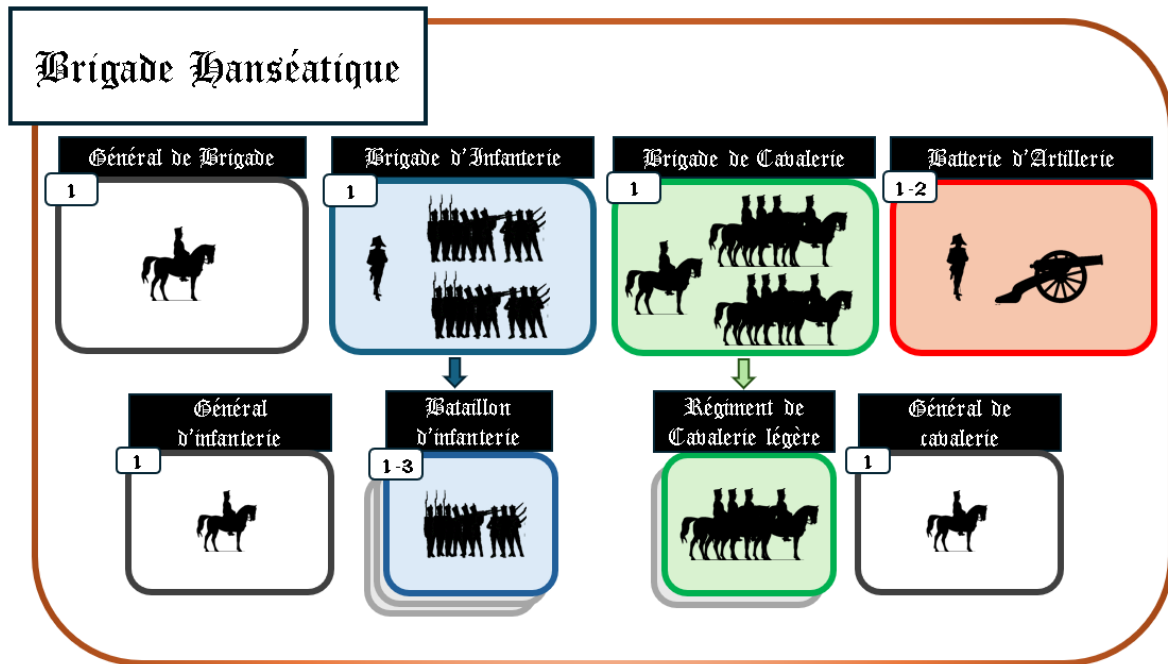 Brigade Hanséatique
Général de Brigade
Brigade d'Infanterie
Brigade de Cavalerie
Batterie d'Artillerie
1
1
1
1-2
Général
d'infanterie
Bataillon
d'infanterie
Régiment de
Cavalerie légère
Général de
cavalerie
1
1-3
1